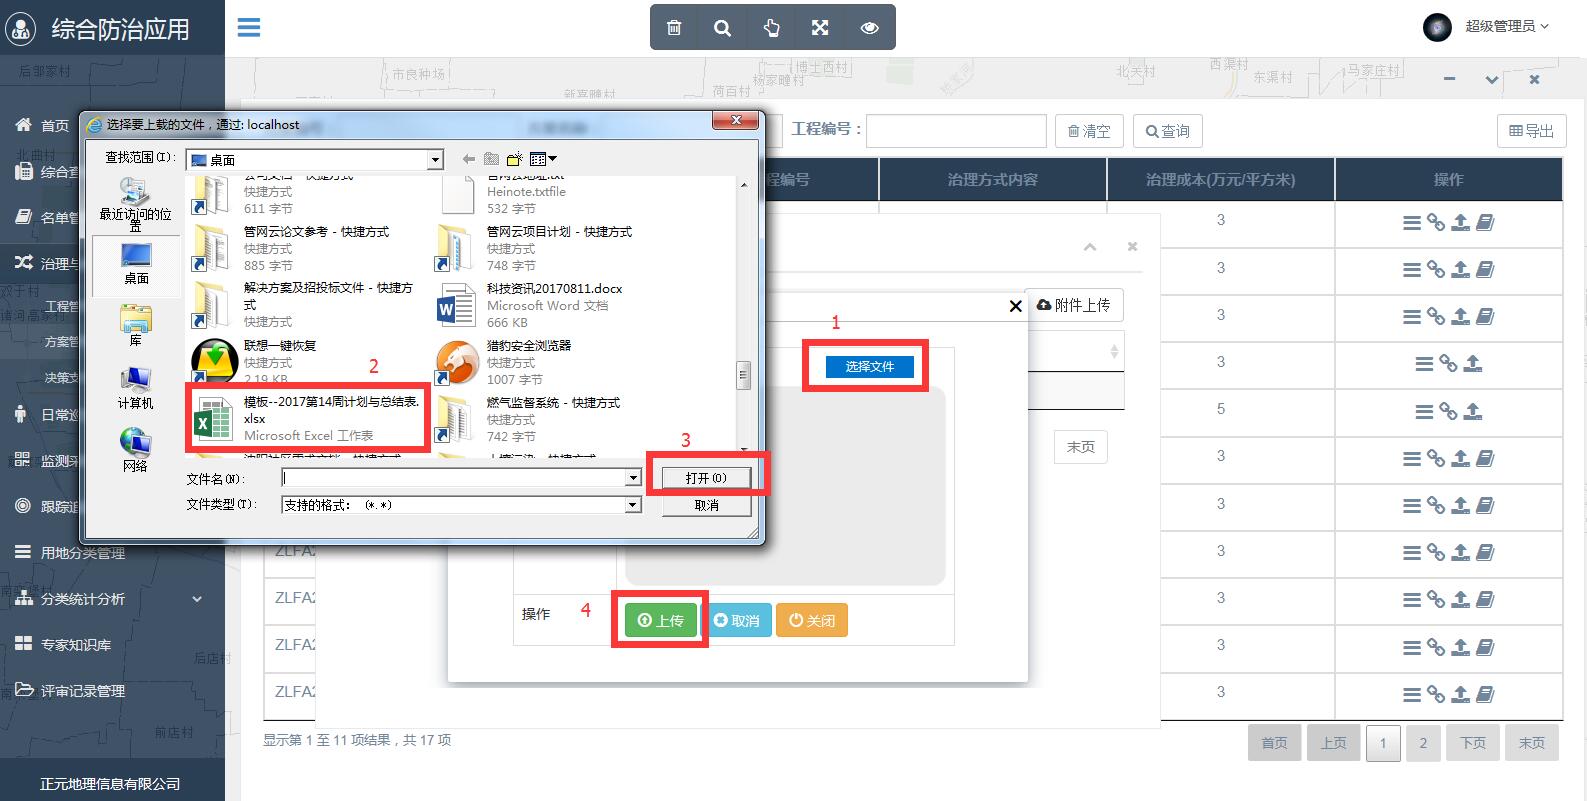 综合防治应用
超级管理员
后邹家村
市良种场
博士西村
杨家疃村
荷百村
北关村
西渠村
东渠村
马家庄村
首页
综合
名单管
治理与
工程管
方案管
决策支
日常巡
监测采
跟踪追
用地分类管理
分类统计分析
专家知识库
评审记录管理
后店村
前店村
正元地理信息有限公司
工程编号：
清空
查询
导出
程编号
治理方式内容
治理成本(万元/平方米)
操作
3
3
3
3
5
3
3
3
3
3
3
附件上传
末页
选择要上载的文件，通过: localhost
查找范围(I):
桌面
最近访问的位置
桌面
库
计算机
网络
快捷方式
611 字节
Heinote.txtfile
532 字节
管网云论文参考 - 快捷方式
快捷方式
885 字节
管网云项目计划 - 快捷方式
快捷方式
748 字节
解决方案及招投标文件 - 快捷方式
快捷方式
科技资讯20170811.docx
Microsoft Word 文档
666 KB
联想一键恢复
快捷方式
2.19 KB
猎豹安全浏览器
快捷方式
1007 字节
模板--2017第14周计划与总结表.
xlsx
Microsoft Excel 工作表
燃气监督系统 - 快捷方式
快捷方式
742 字节
文件名(N):
打开(O)
文件类型(T):
支持的格式： (*.*)
取消
1
2
3
4
选择文件
操作
上传
取消
关闭
ZLFA2
ZLFA2
ZLFA2
ZLFA2
显示第 1 至 11 项结果，共 17 项
首页
上页
1
2
下页
末页